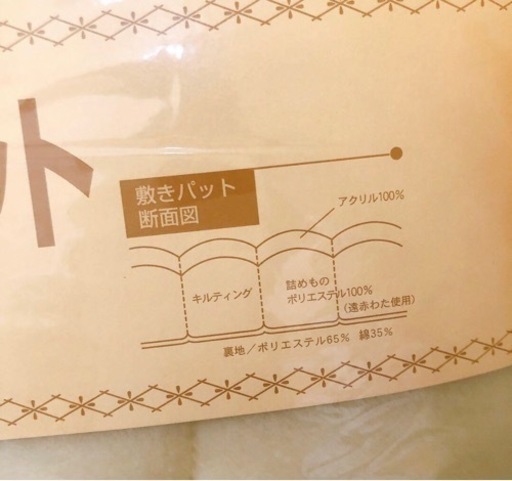 ット
敷きパット
断面図
アクリル100%
キルティング
詰めもの
ポリエステル100%
(遠赤わた使用)
裏地/ポリエステル65% 綿35%